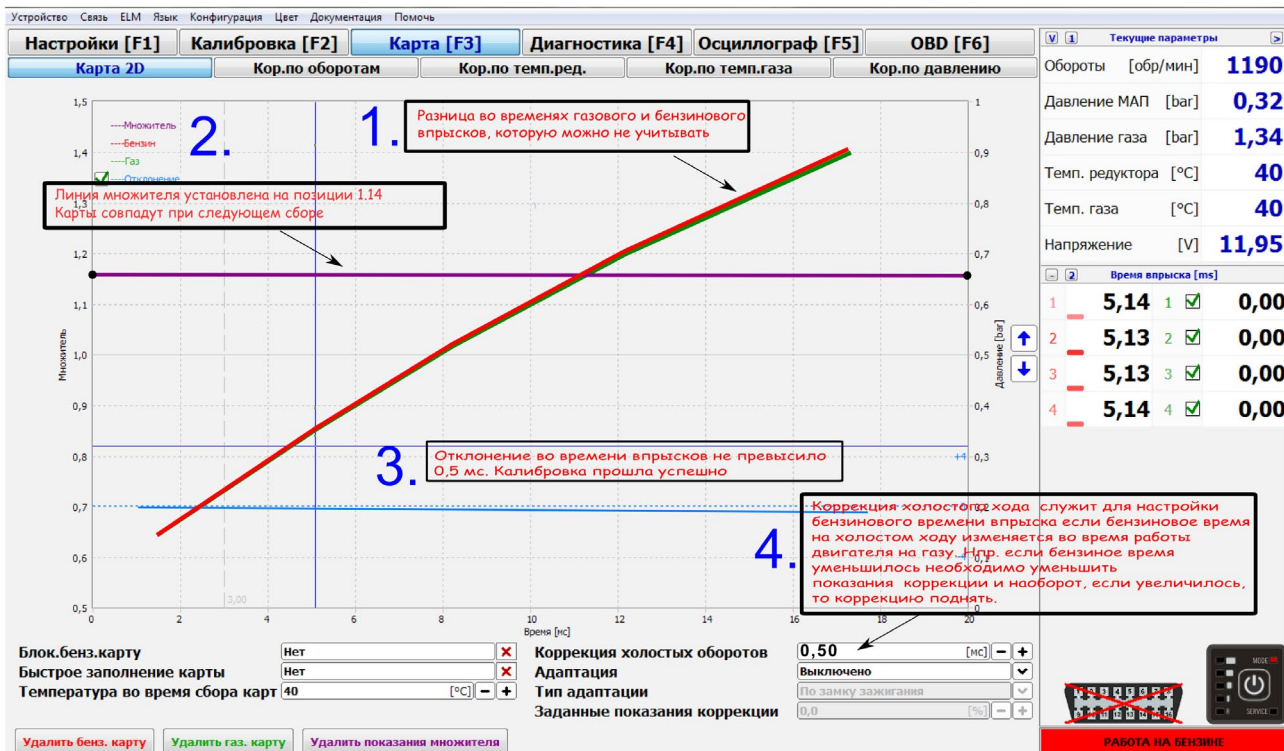 Устройство Связь ELM Язык Конфигурация Цвет Документация Помочь
Настройки [F1] Калибровка [F2] Карта [F3] Диагностика [F4] Осциллограф [F5] OBD [F6]
Карта 2D Кор.по оборотам Кор.по темп.ред. Кор.по темп.газа Кор.по давлению
V 1 Текущие параметры >
Обороты [обр/мин] 1190
Давление МАП [bar] 0,32
Давление газа [bar] 1,34
Темп. редуктора [°C] 40
Темп. газа [°C] 40
Напряжение [V] 11,95
- 2 Время впрыска [ms]
1 5,14 1 0,00
2 5,13 2 0,00
3 5,13 3 0,00
4 5,14 4 0,00
1,5
1,4
1,3
1,2
1,1
1,0
0,9
0,8
0,7
0,6
0,5
Множитель
----Множитель
----Бензин
----Газ
----Отклонение
1.
Разница во временях газового и бензинового
впрысков, которую можно не учитывать
2.
Линия множителя установлена на позиции 1.14
Карты совпадут при следующем сборе
3.
Отклонение во времени впрысков не превысило
0,5 мс. Калибровка прошла успешно
4.
Коррекция холостого хода служит для настройки
бензинового времени впрыска если бензиновое время
на холостом ходу изменяется во время работы
двигателя на газу. Нпр. если бензиное время
уменьшилось необходимо уменьшить
показания коррекции и наоборот, если увеличилось,
то коррекцию поднять.
1
0,9
0,8
0,7
0,6
0,5
0,4
0,3
0,2
0,1
0
+4
Давление [bar]
3,00
0 2 4 6 8 10 12 14 16 18 20
Время [мс]
Блок.бенз.карту Нет
Быстрое заполнение карты Нет
Температура во время сбора карт 40 [°C] - +
Коррекция холостых оборотов 0,50 [мс] - +
Адаптация Выключено
Тип адаптации По замку зажигания
Заданные показания коррекции 0,0 [%] - +
Удалить бенз. карту Удалить газ. карту Удалить показания множителя
MODE
SERVICE
РАБОТА НА БЕНЗИНЕ